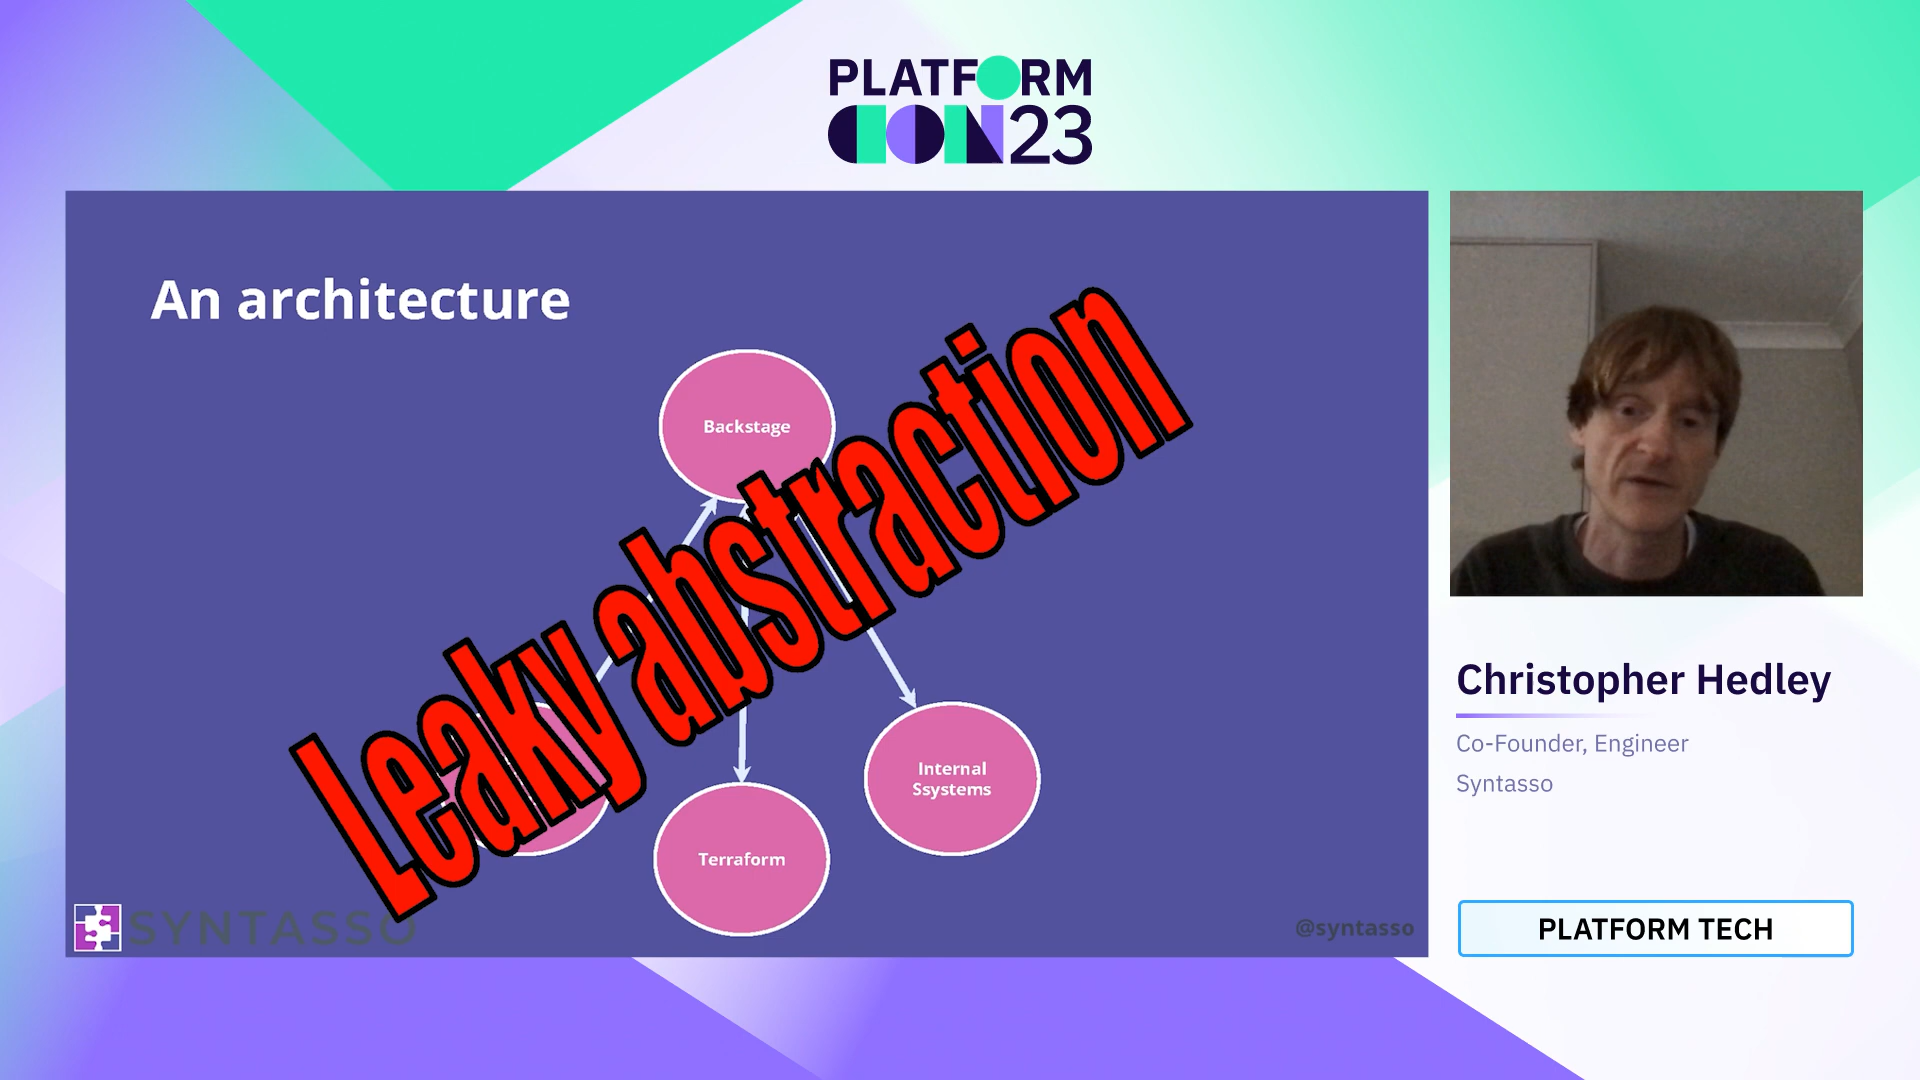 PLATFORM
CON23
An architecture
Backstage
Leaky abstraction
Internal
Ssystems
Terraform
SYNTASSO
@syntasso
Christopher Hedley
Co-Founder, Engineer
Syntasso
PLATFORM TECH